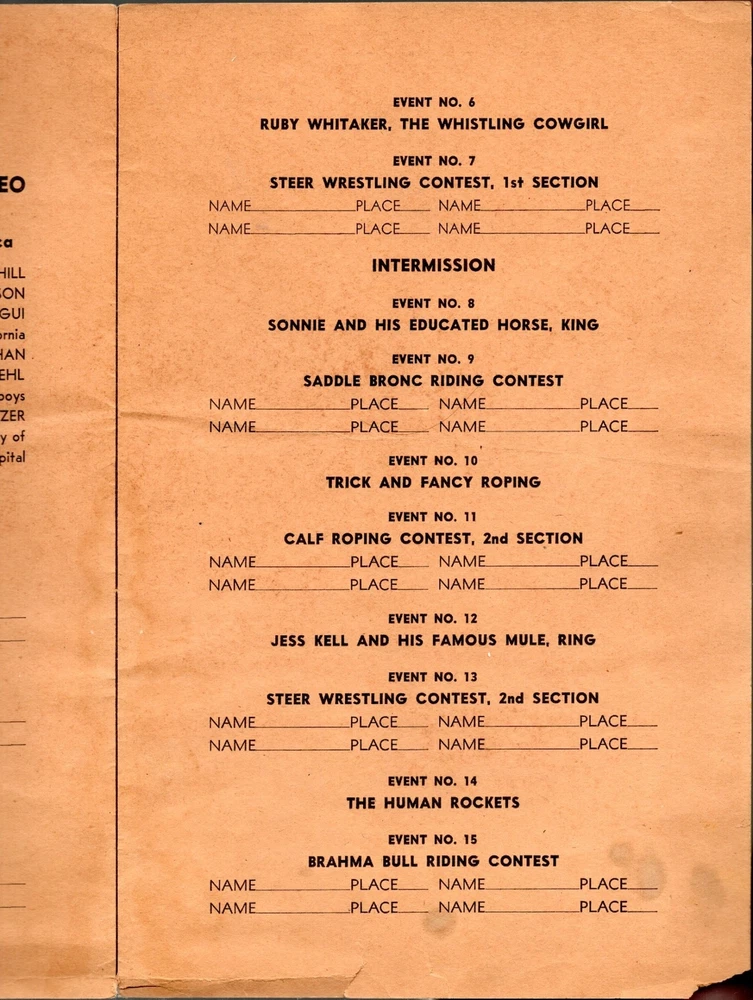 EO
ca
HILL
SON
GUI
ornia
HAN
EHL
boys
ZER
y of
pital
EVENT NO. 6
RUBY WHITAKER, THE WHISTLING COWGIRL
EVENT NO. 7
STEER WRESTLING CONTEST, 1st SECTION
NAME PLACE NAME PLACE
NAME PLACE NAME PLACE
INTERMISSION
EVENT NO. 8
SONNIE AND HIS EDUCATED HORSE, KING
EVENT NO. 9
SADDLE BRONC RIDING CONTEST
NAME PLACE NAME PLACE
NAME PLACE NAME PLACE
EVENT NO. 10
TRICK AND FANCY ROPING
EVENT NO. 11
CALF ROPING CONTEST, 2nd SECTION
NAME PLACE NAME PLACE
NAME PLACE NAME PLACE
EVENT NO. 12
JESS KELL AND HIS FAMOUS MULE, RING
EVENT NO. 13
STEER WRESTLING CONTEST, 2nd SECTION
NAME PLACE NAME PLACE
NAME PLACE NAME PLACE
EVENT NO. 14
THE HUMAN ROCKETS
EVENT NO. 15
BRAHMA BULL RIDING CONTEST
NAME PLACE NAME PLACE
NAME PLACE NAME PLACE